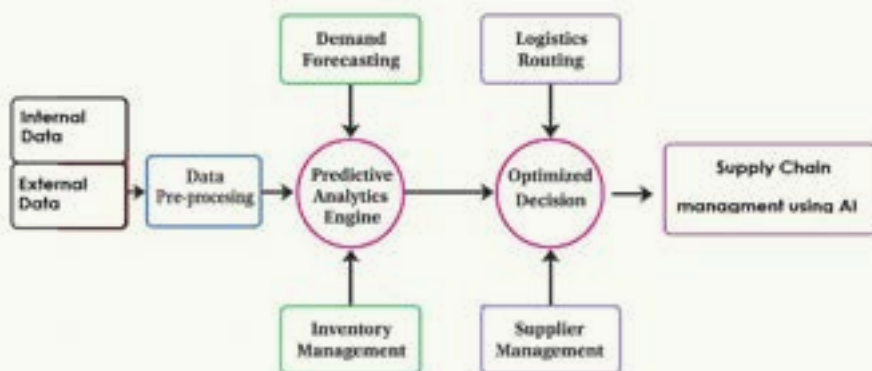 Demand
Forecasting
Logistics
Routing
Internal
Data
External
Data
Data
Pre-procesing
Predictive
Analytics
Engine
Optimized
Decision
Supply Chain
managment using AI
Inventory
Management
Supplier
Management